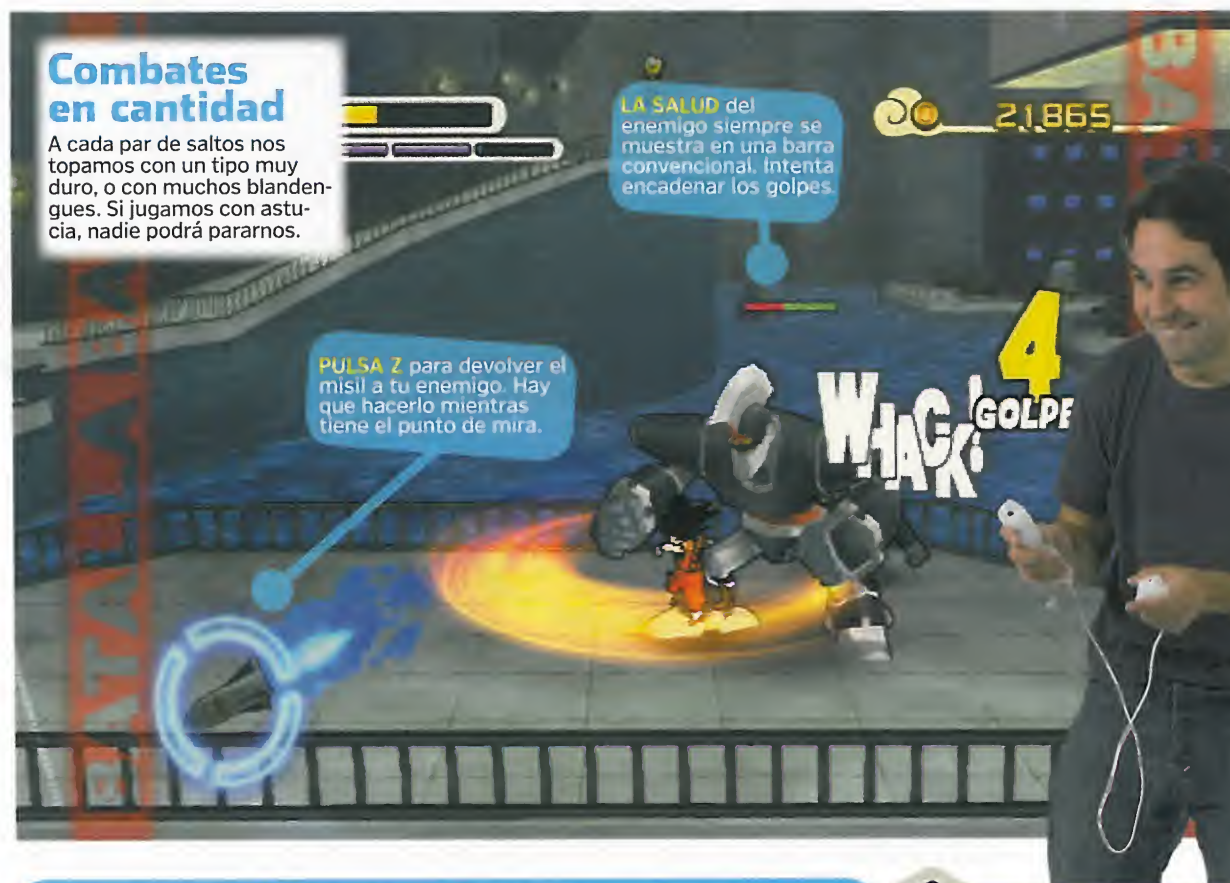 Combates
en cantidad
A cada par de saltos nos
topamos con un tipo muy
duro, o con muchos blanden-
gues. Si jugamos con astu-
cia, nadie podrá pararnos.
LA SALUD del
enemigo siempre se
muestra en una barra
convencional. Intenta
encadenar los golpes.
21,865
PULSA Z para devolver el
misil a tu enemigo. Hay
que hacerlo mientras
tiene el punto de mira.
4
GOLPE
WHACK!
BATALLA BA
BA